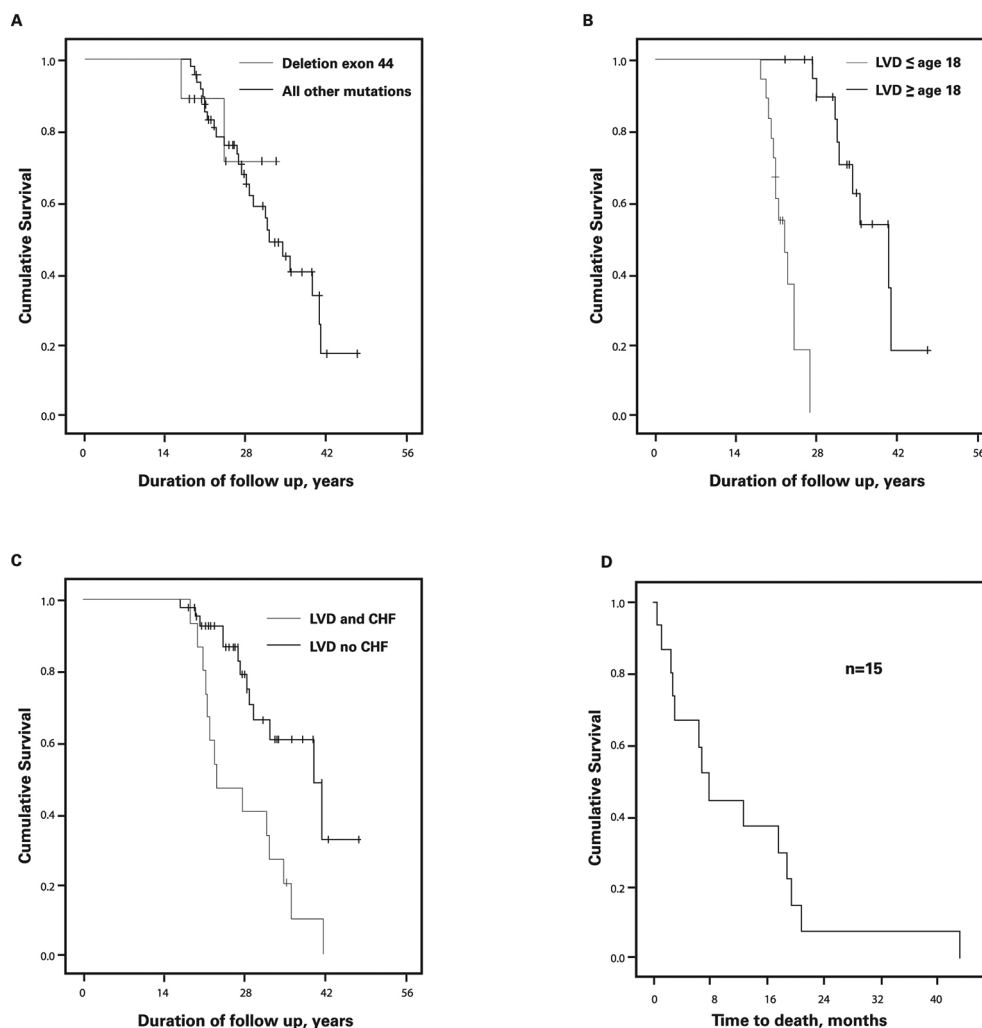 A
Deletion exon 44
All other mutations
1.0
0.8
0.6
0.4
0.2
0.0
Cumulative Survival
0 14 28 42 56
Duration of follow up, years
B
LVD ≤ age 18
LVD ≥ age 18
1.0
0.8
0.6
0.4
0.2
0.0
Cumulative Survival
0 14 28 42 56
Duration of follow up, years
C
LVD and CHF
LVD no CHF
1.0
0.8
0.6
0.4
0.2
0.0
Cumulative Survival
0 14 28 42 56
Duration of follow up, years
D
n=15
1.0
0.8
0.6
0.4
0.2
0.0
Cumulative Survival
0 8 16 24 32 40
Time to death, months